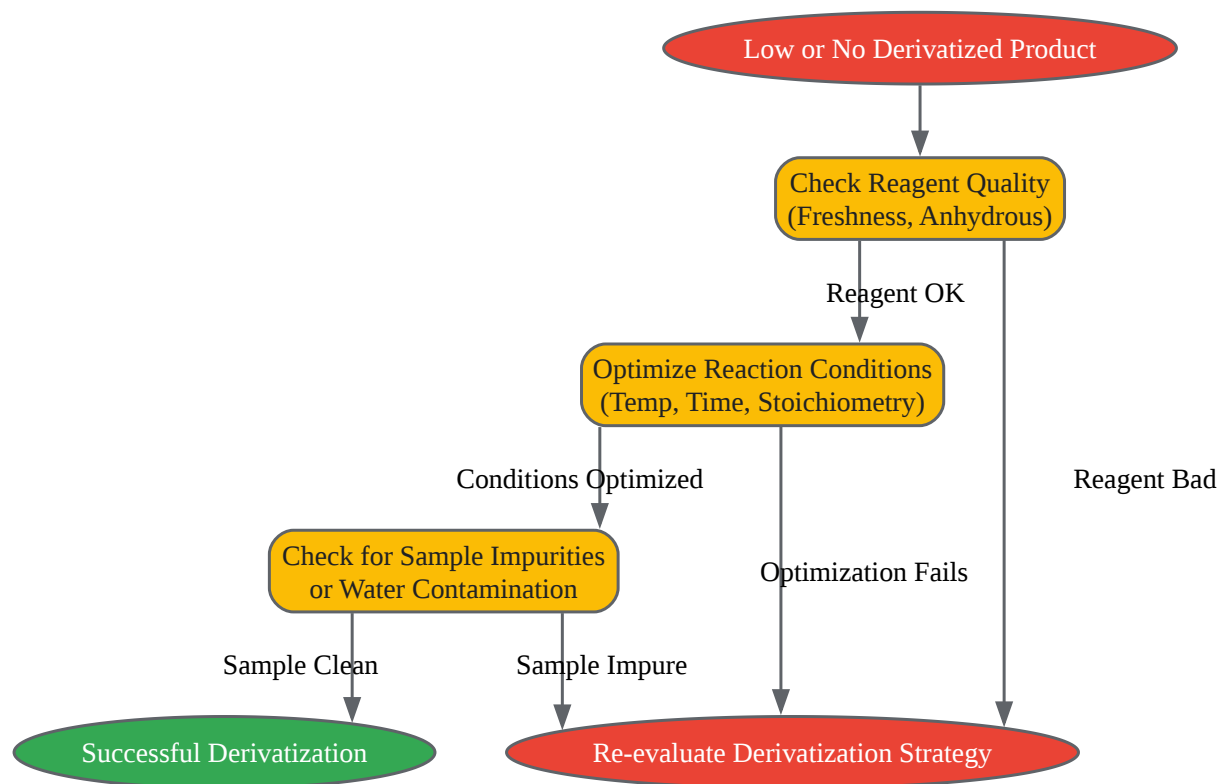 Low or No Derivatized Product
Check Reagent Quality
(Freshness, Anhydrous)
Reagent OK
Optimize Reaction Conditions
(Temp, Time, Stoichiometry)
Conditions Optimized
Reagent Bad
Check for Sample Impurities
or Water Contamination
Optimization Fails
Sample Clean
Sample Impure
Successful Derivatization
Re-evaluate Derivatization Strategy